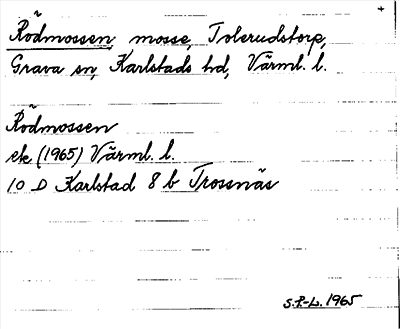 +
Rödmossen, mosse, Tolerudstorp,
Grava sn, Karlstads hd, Värml. l.
Rödmossen
ek (1965) Värml. l.
10 D Karlstad 8 b Trossnäs
S.P.-L. 1965